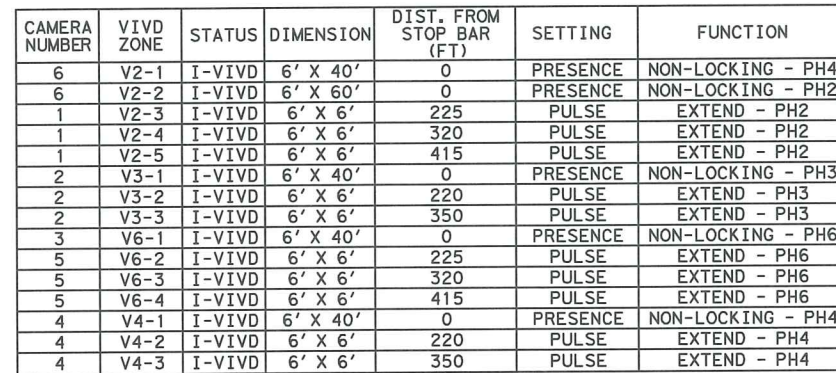 CAMERA NUMBER | VIVD ZONE | STATUS | DIMENSION | DIST. FROM STOP BAR (FT) | SETTING | FUNCTION
6 | V2-1 | I-VIVD | 6' X 40' | 0 | PRESENCE | NON-LOCKING - PH4
6 | V2-2 | I-VIVD | 6' X 60' | 0 | PRESENCE | NON-LOCKING - PH2
1 | V2-3 | I-VIVD | 6' X 6' | 225 | PULSE | EXTEND - PH2
1 | V2-4 | I-VIVD | 6' X 6' | 320 | PULSE | EXTEND - PH2
1 | V2-5 | I-VIVD | 6' X 6' | 415 | PULSE | EXTEND - PH2
2 | V3-1 | I-VIVD | 6' X 40' | 0 | PRESENCE | NON-LOCKING - PH3
2 | V3-2 | I-VIVD | 6' X 6' | 220 | PULSE | EXTEND - PH3
2 | V3-3 | I-VIVD | 6' X 6' | 350 | PULSE | EXTEND - PH3
3 | V6-1 | I-VIVD | 6' X 40' | 0 | PRESENCE | NON-LOCKING - PH6
5 | V6-2 | I-VIVD | 6' X 6' | 225 | PULSE | EXTEND - PH6
5 | V6-3 | I-VIVD | 6' X 6' | 320 | PULSE | EXTEND - PH6
5 | V6-4 | I-VIVD | 6' X 6' | 415 | PULSE | EXTEND - PH6
4 | V4-1 | I-VIVD | 6' X 40' | 0 | PRESENCE | NON-LOCKING - PH4
4 | V4-2 | I-VIVD | 6' X 6' | 220 | PULSE | EXTEND - PH4
4 | V4-3 | I-VIVD | 6' X 6' | 350 | PULSE | EXTEND - PH4